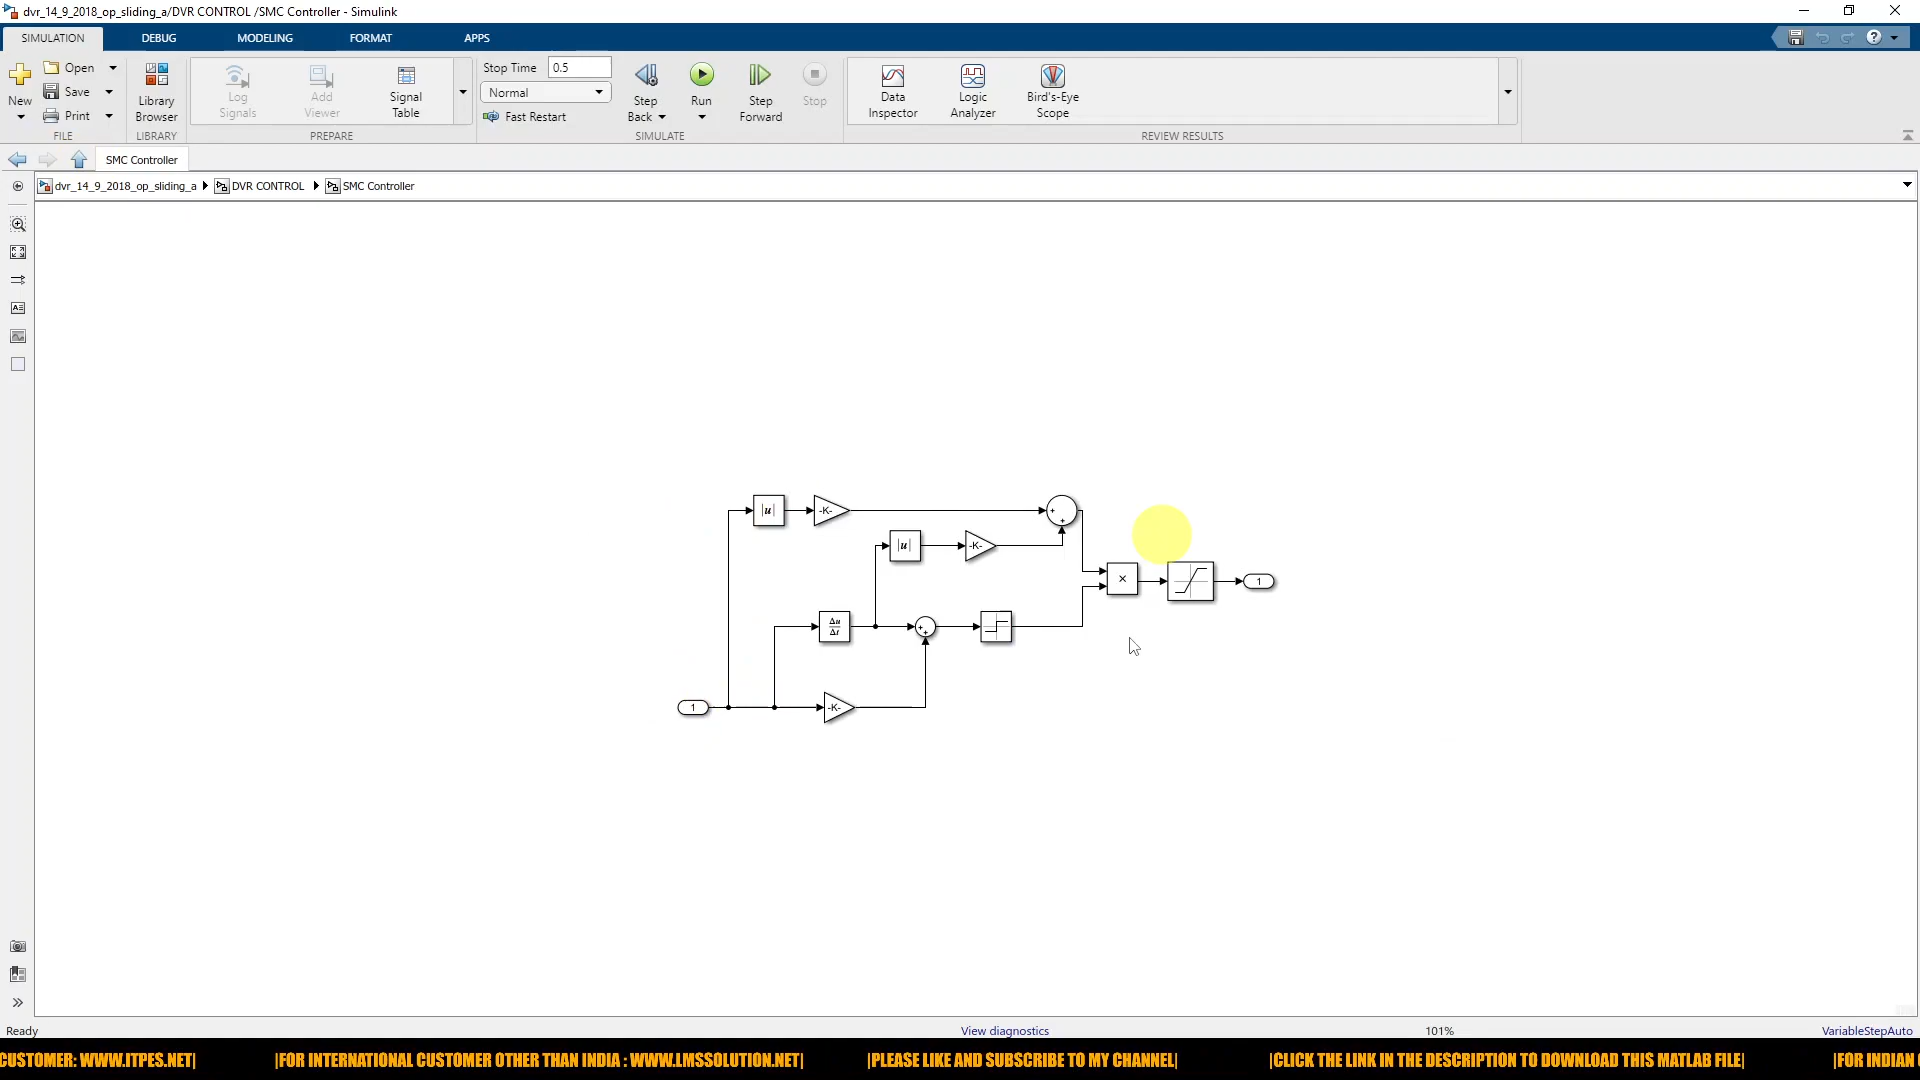 dvr_14_9_2018_op_sliding_a/DVR CONTROL /SMC Controller - Simulink
SIMULATION DEBUG MODELING FORMAT APPS
New
Open
Save
Print
FILE
Library Browser
LIBRARY
Log Signals
Add Viewer
Signal Table
PREPARE
Stop Time 0.5
Normal
Fast Restart
Step Back
Run
Step Forward
Stop
SIMULATE
Data Inspector
Logic Analyzer
Bird's-Eye Scope
REVIEW RESULTS
SMC Controller
dvr_14_9_2018_op_sliding_a DVR CONTROL SMC Controller
|u| -K- + +
|u| -K-
× 1
Δu
Δt
+ +
1 -K-
Ready View diagnostics 101% VariableStepAuto
CUSTOMER: WWW.ITPES.NET| |FOR INTERNATIONAL CUSTOMER OTHER THAN INDIA : WWW.LMSSOLUTION.NET| |PLEASE LIKE AND SUBSCRIBE TO MY CHANNEL| |CLICK THE LINK IN THE DESCRIPTION TO DOWNLOAD THIS MATLAB FILE| |FOR INDIAN